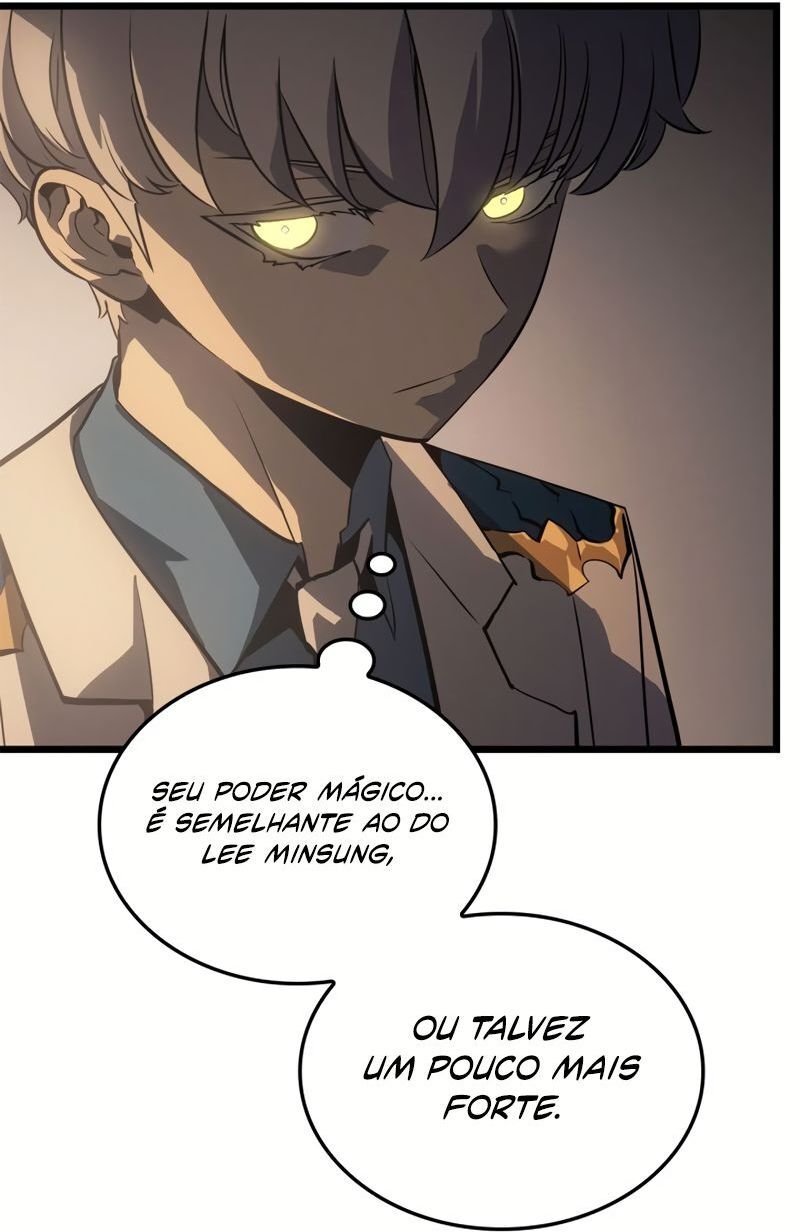 SEU PODER MÁGICO...
É SEMELHANTE AO DO
LEE MINSUNG,
OU TALVEZ
UM POUCO MAIS
FORTE.